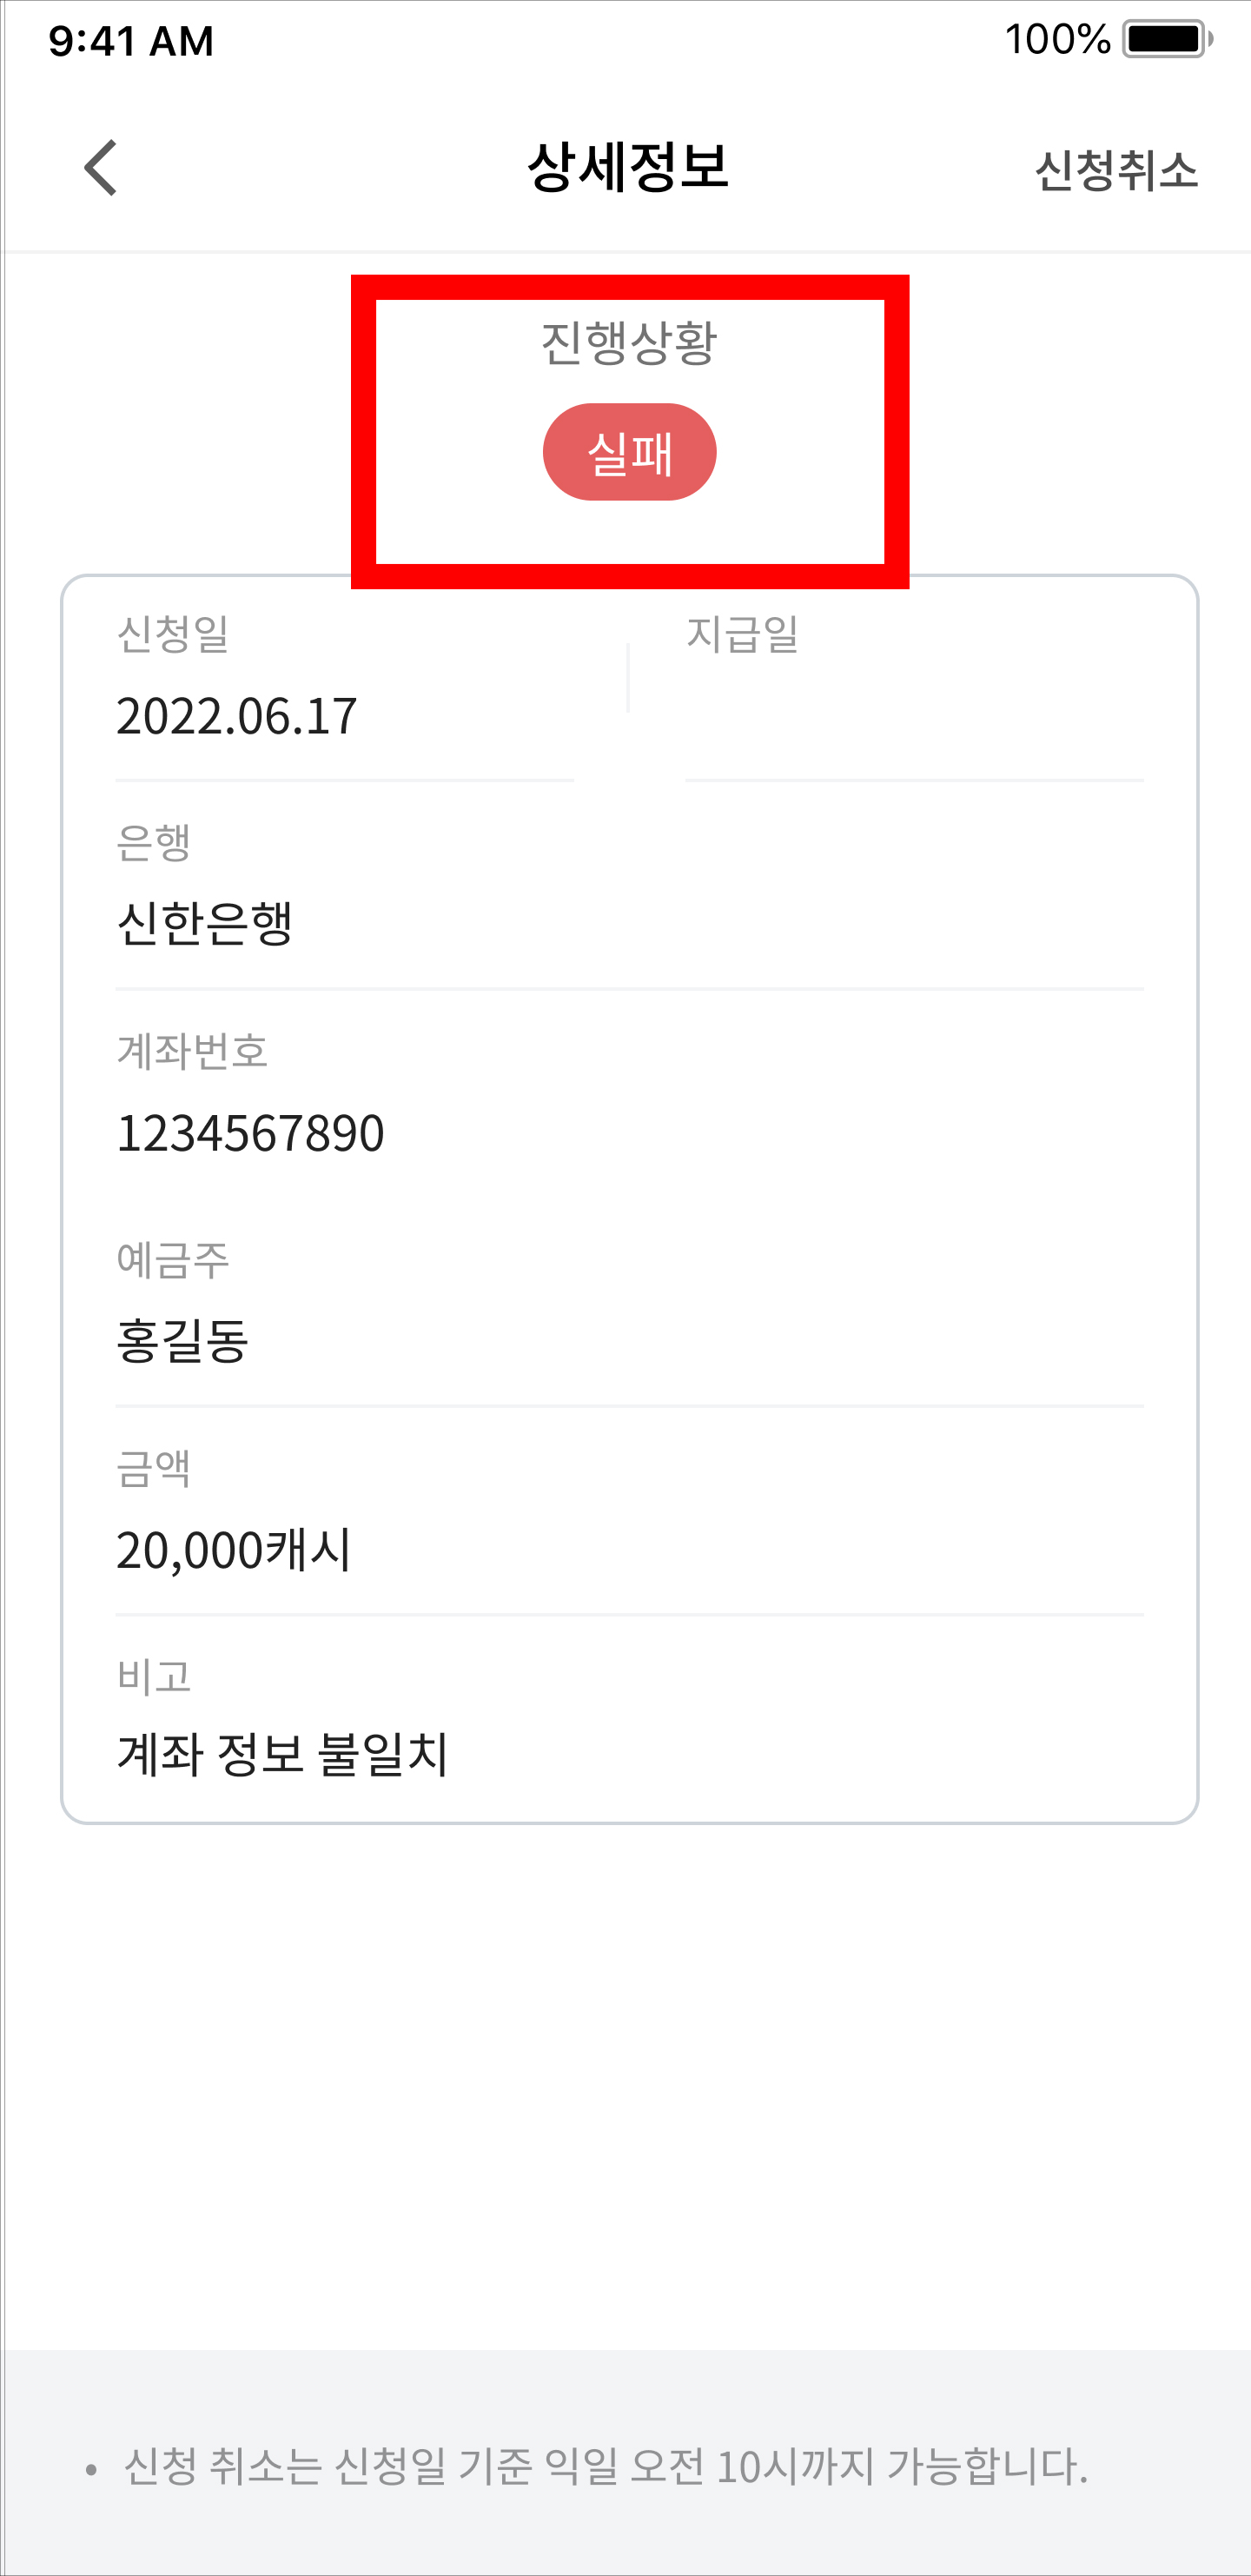 9:41 AM 100%
상세정보 신청취소
진행상황
실패
신청일 지급일
2022.06.17
은행
신한은행
계좌번호
1234567890
예금주
홍길동
금액
20,000캐시
비고
계좌 정보 불일치
• 신청 취소는 신청일 기준 익일 오전 10시까지 가능합니다.